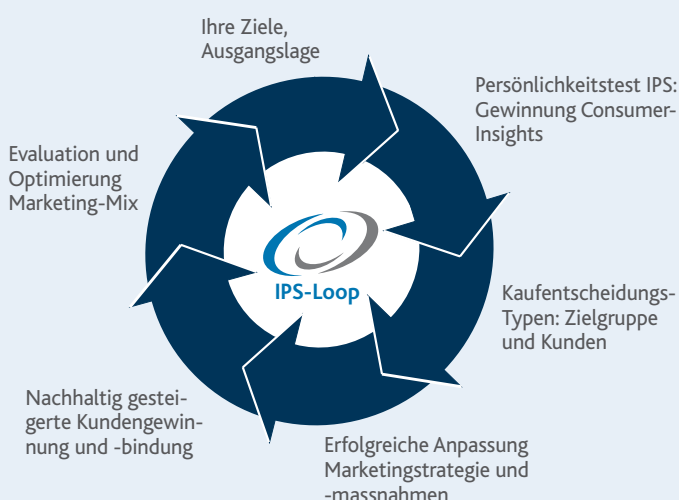 Ihre Ziele,
Ausgangslage
Persönlichkeitstest IPS:
Gewinnung Consumer-
Insights
Kaufentscheidungs-
Typen: Zielgruppe
und Kunden
Erfolgreiche Anpassung
Marketingstrategie und
-massnahmen
Nachhaltig gestei-
gerte Kundengewin-
nung und -bindung
Evaluation und
Optimierung
Marketing-Mix
IPS-Loop